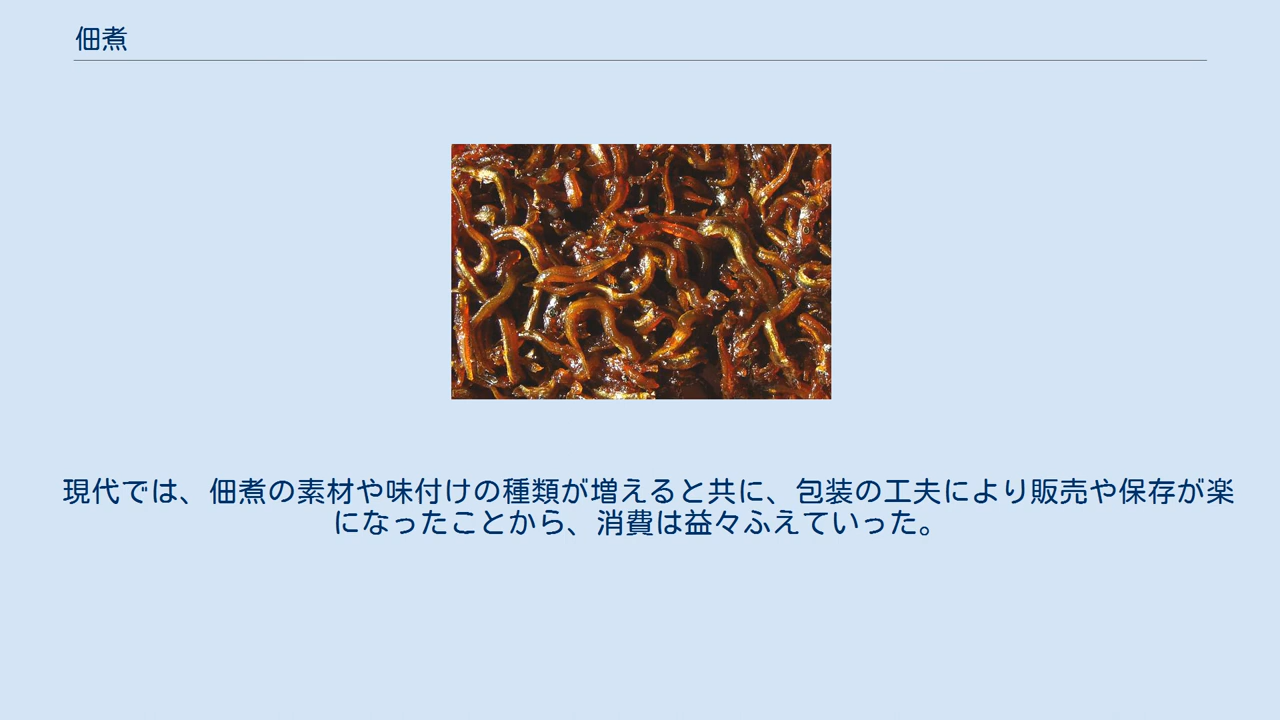 佃煮
現代では、佃煮の素材や味付けの種類が増えると共に、包装の工夫により販売や保存が楽
になったことから、消費は益々ふえていった。